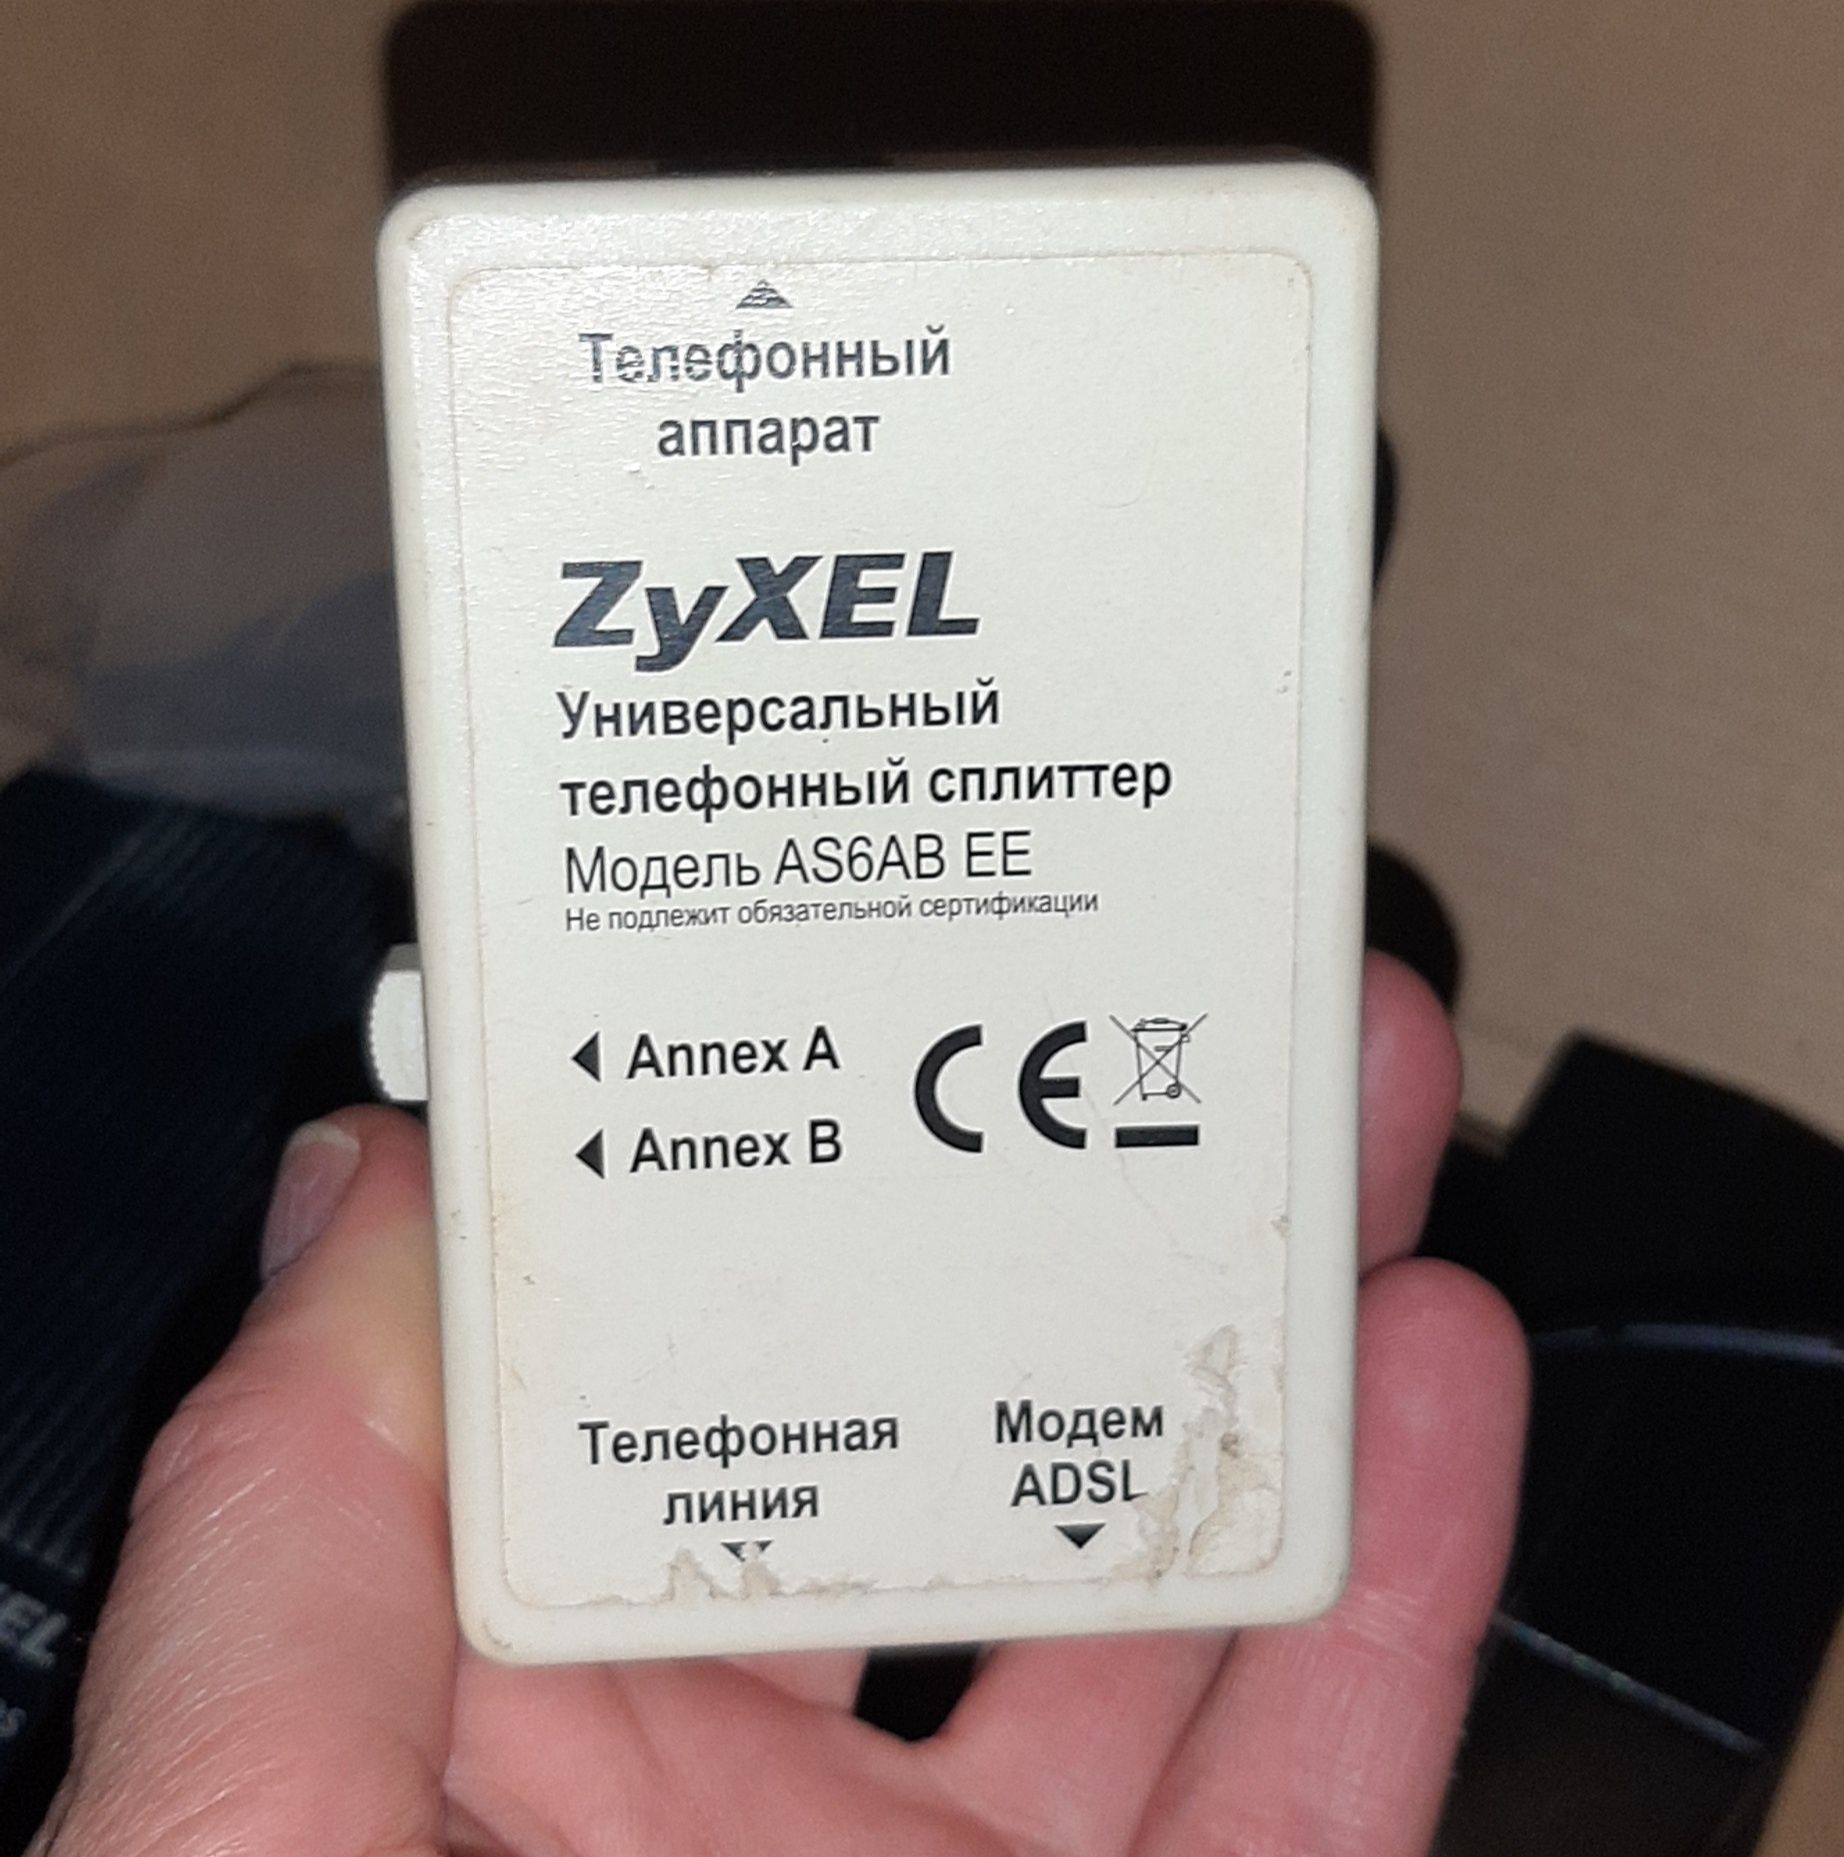 Телефонный
аппарат
ZyXEL
Универсальный
телефонный сплиттер
Модель AS6AB EE
Не подлежит обязательной сертификации
Annex A
CE
Annex B
Телефонная
линия
Модем
ADSL